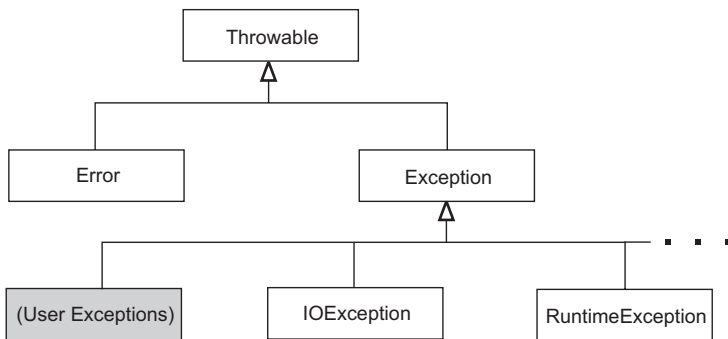 Throwable
Error
Exception
(User Exceptions)
IOException
RuntimeException